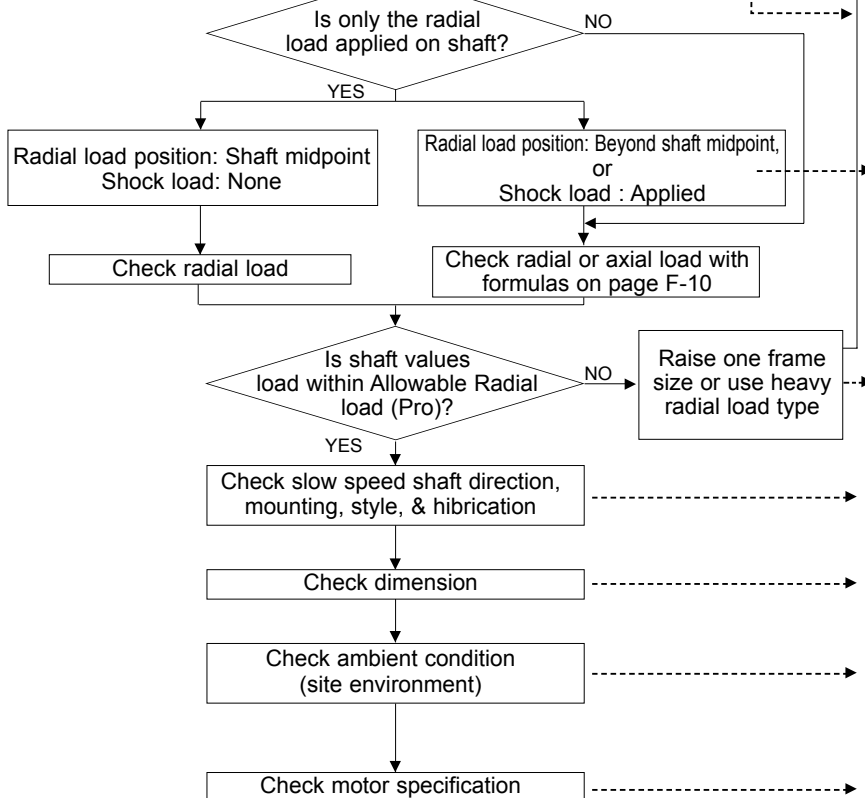 Is only the radial
load applied on shaft?
NO
YES
Radial load position: Shaft midpoint
Shock load: None
Radial load position: Beyond shaft midpoint,
or
Shock load : Applied
Check radial load
Check radial or axial load with
formulas on page F-10
Is shaft values
load within Allowable Radial
load (Pro)?
NO
Raise one frame
size or use heavy
radial load type
YES
Check slow speed shaft direction,
mounting, style, & hibrication
Check dimension
Check ambient condition
(site environment)
Check motor specification